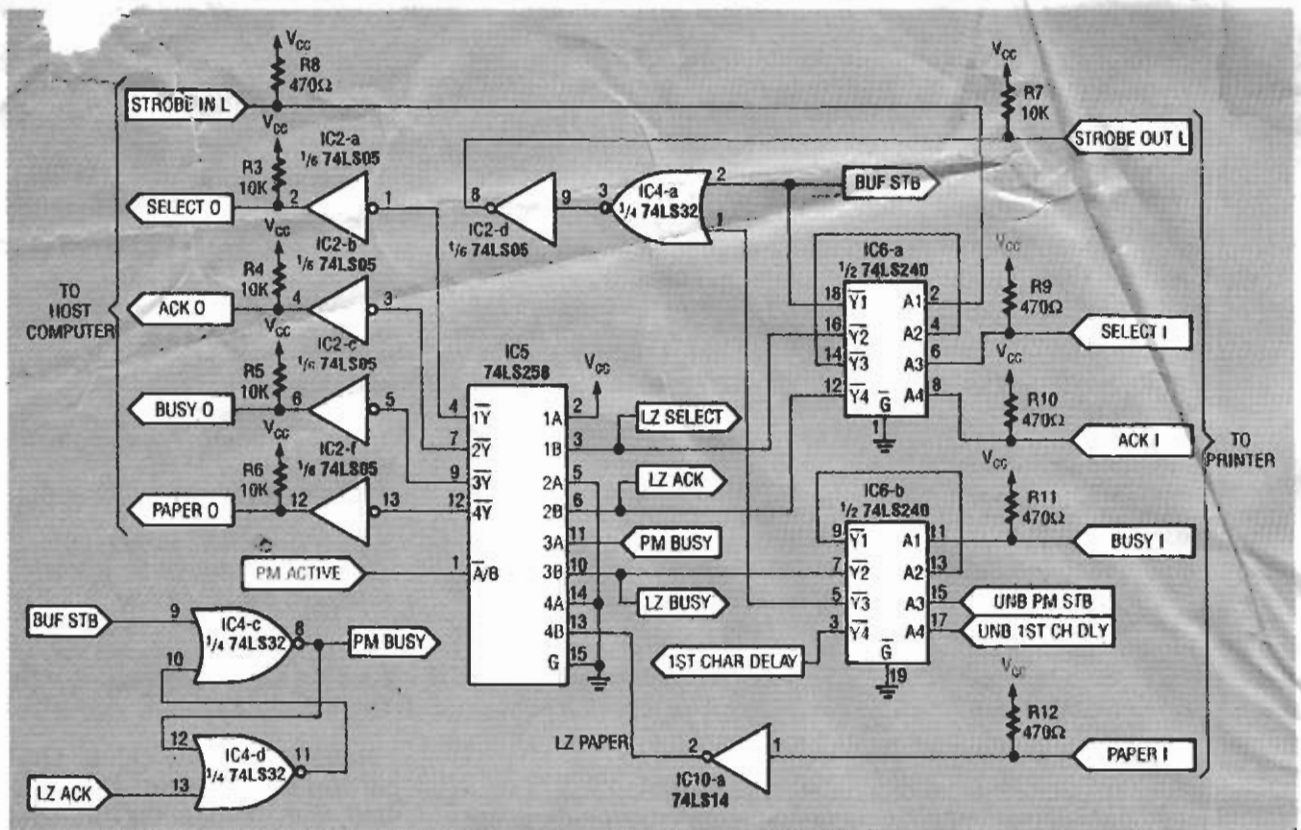 VCC
R8
470Ω
STROBE IN L
VCC
IC2-a
1/6 74LS05
R3
10K
2
1
SELECT O
IC2-b
1/6 74LS05
R4
10K
4
3
ACK O
VCC
IC2-c
1/6 74LS05
R5
10K
6
5
BUSY O
VCC
IC2-f
1/6 74LS05
R6
10K
12
13
PAPER O
TO
HOST
COMPUTER
PM ACTIVE
BUF STB
9
IC4-c
1/4 74LS32
8
10
PM BUSY
12
IC4-d
1/4 74LS32
11
13
LZ ACK
IC5
74LS258
VCC
4
1Y
1A
2
7
2Y
1B
3
9
3Y
2A
5
12
4Y
2B
6
3A
11
1
A/B
3B
10
4A
14
4B
13
G
15
LZ SELECT
LZ ACK
PM BUSY
LZ BUSY
1ST CHAR DELAY
LZ PAPER
2
1
IC10-a
74LS14
8
9
IC2-d
1/6 74LS05
3
IC4-a
1/4 74LS32
2
1
BUF STB
VCC
R7
10K
STROBE OUT L
IC6-a
1/2 74LS240
18
Y1
A1
2
16
Y2
A2
4
14
Y3
A3
6
12
Y4
A4
8
G
1
VCC
R9
470Ω
SELECT I
VCC
R10
470Ω
ACK I
VCC
IC6-b
1/2 74LS240
9
Y1
A1
11
7
Y2
A2
13
5
Y3
A3
15
3
Y4
A4
17
G
19
R11
470Ω
BUSY I
UNB PM STB
UNB 1ST CH DLY
VCC
R12
470Ω
PAPER I
TO
PRINTER